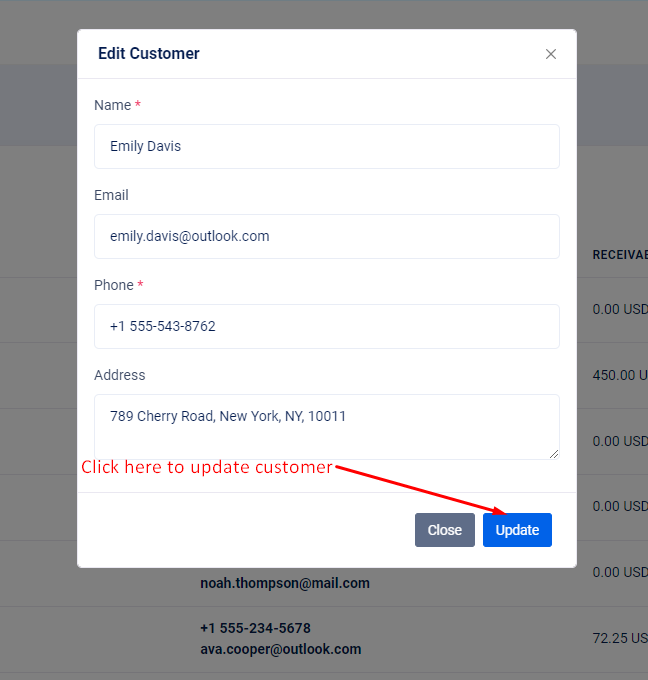 Edit Customer
Name *
Emily Davis
Email
emily.davis@outlook.com
RECEIVAB
Phone *
0.00 USD
+1 555-543-8762
Address
450.00 U
789 Cherry Road, New York, NY, 10011
0.00 USD
Click here to update customer
0.00 USD
Close Update
0.00 USD
noah.thompson@mail.com
+1 555-234-5678
72.25 US
ava.cooper@outlook.com